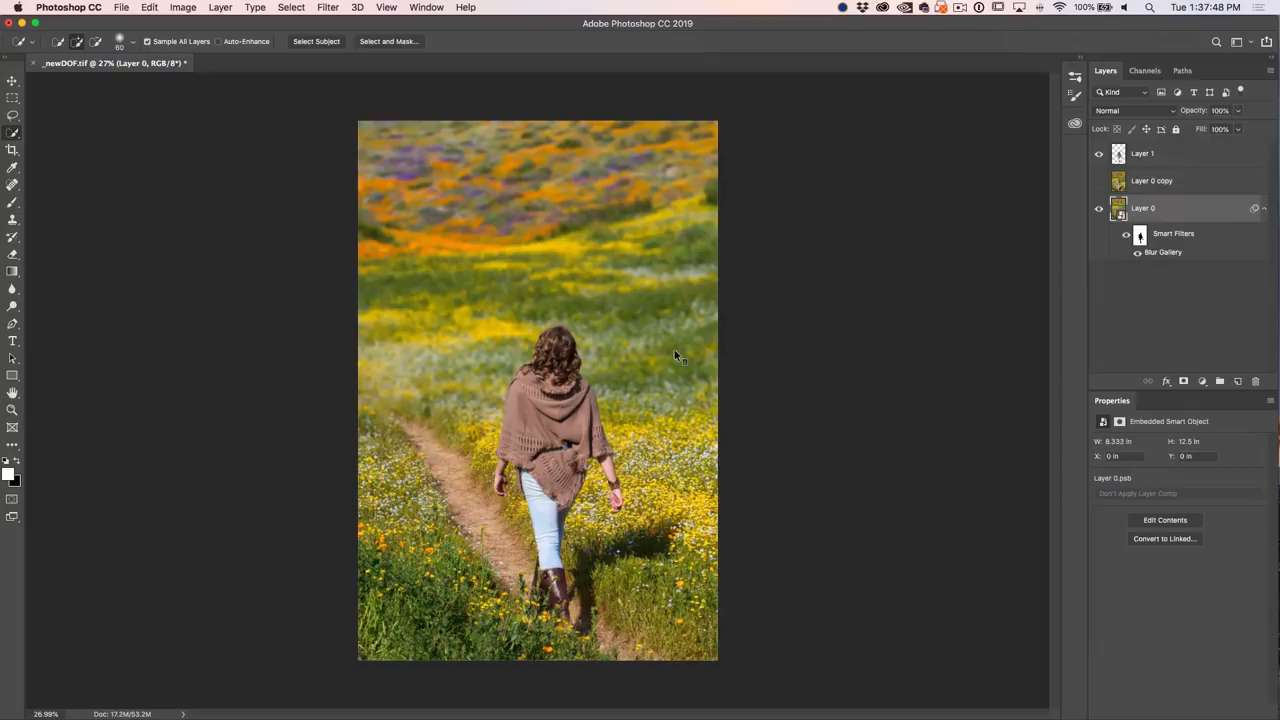 Photoshop CC File Edit Image Layer Type Select Filter 3D View Window Help 100% Tue 1:37:48 PM
Adobe Photoshop CC 2019
60 Sample All Layers Auto-Enhance Select Subject Select and Mask...
_newDOF.tif @ 27% (Layer 0, RGB/8*) *
Layers Channels Paths
Kind
Normal Opacity: 100%
Lock: Fill: 100%
Layer 1
Layer 0 copy
Layer 0
Smart Filters
Blur Gallery
fx
Properties
Embedded Smart Object
W: 8.333 in H: 12.5 in
X: 0 in Y: 0 in
Layer 0.psb
Don't Apply Layer Comp
Edit Contents
Convert to Linked...
26.99% Doc: 17.2M/53.2M